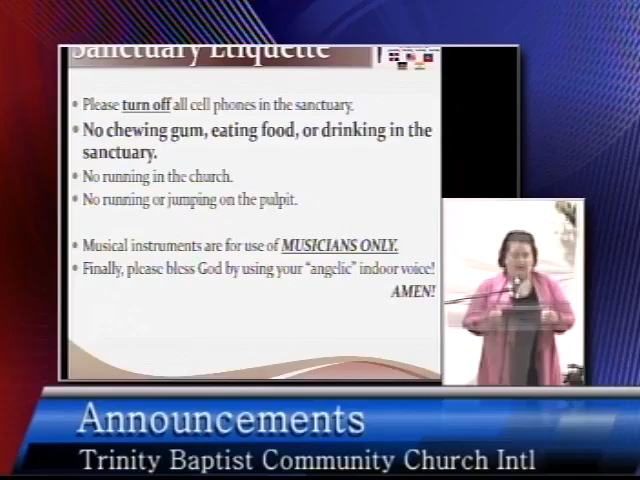 Sanctuary Etiquette
• Please turn off all cell phones in the sanctuary.
• No chewing gum, eating food, or drinking in the
sanctuary.
• No running in the church.
• No running or jumping on the pulpit.
• Musical instruments are for use of MUSICIANS ONLY.
• Finally, please bless God by using your "angelic" indoor voice!
AMEN!
Announcements
Trinity Baptist Community Church Intl